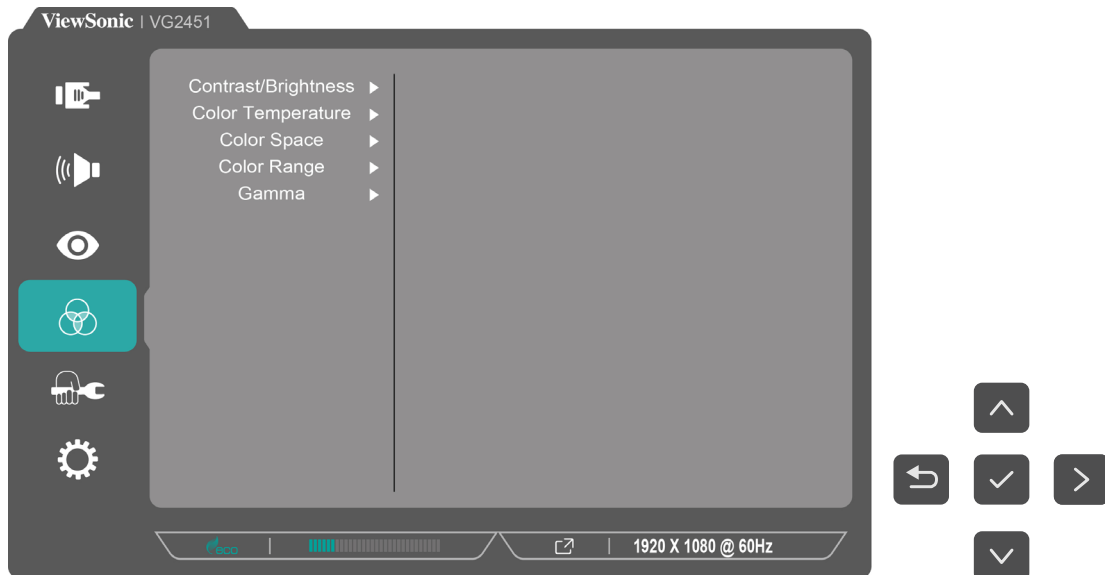 ViewSonic | VG2451
Contrast/Brightness
Color Temperature
Color Space
Color Range
Gamma
eco
1920 X 1080 @ 60Hz